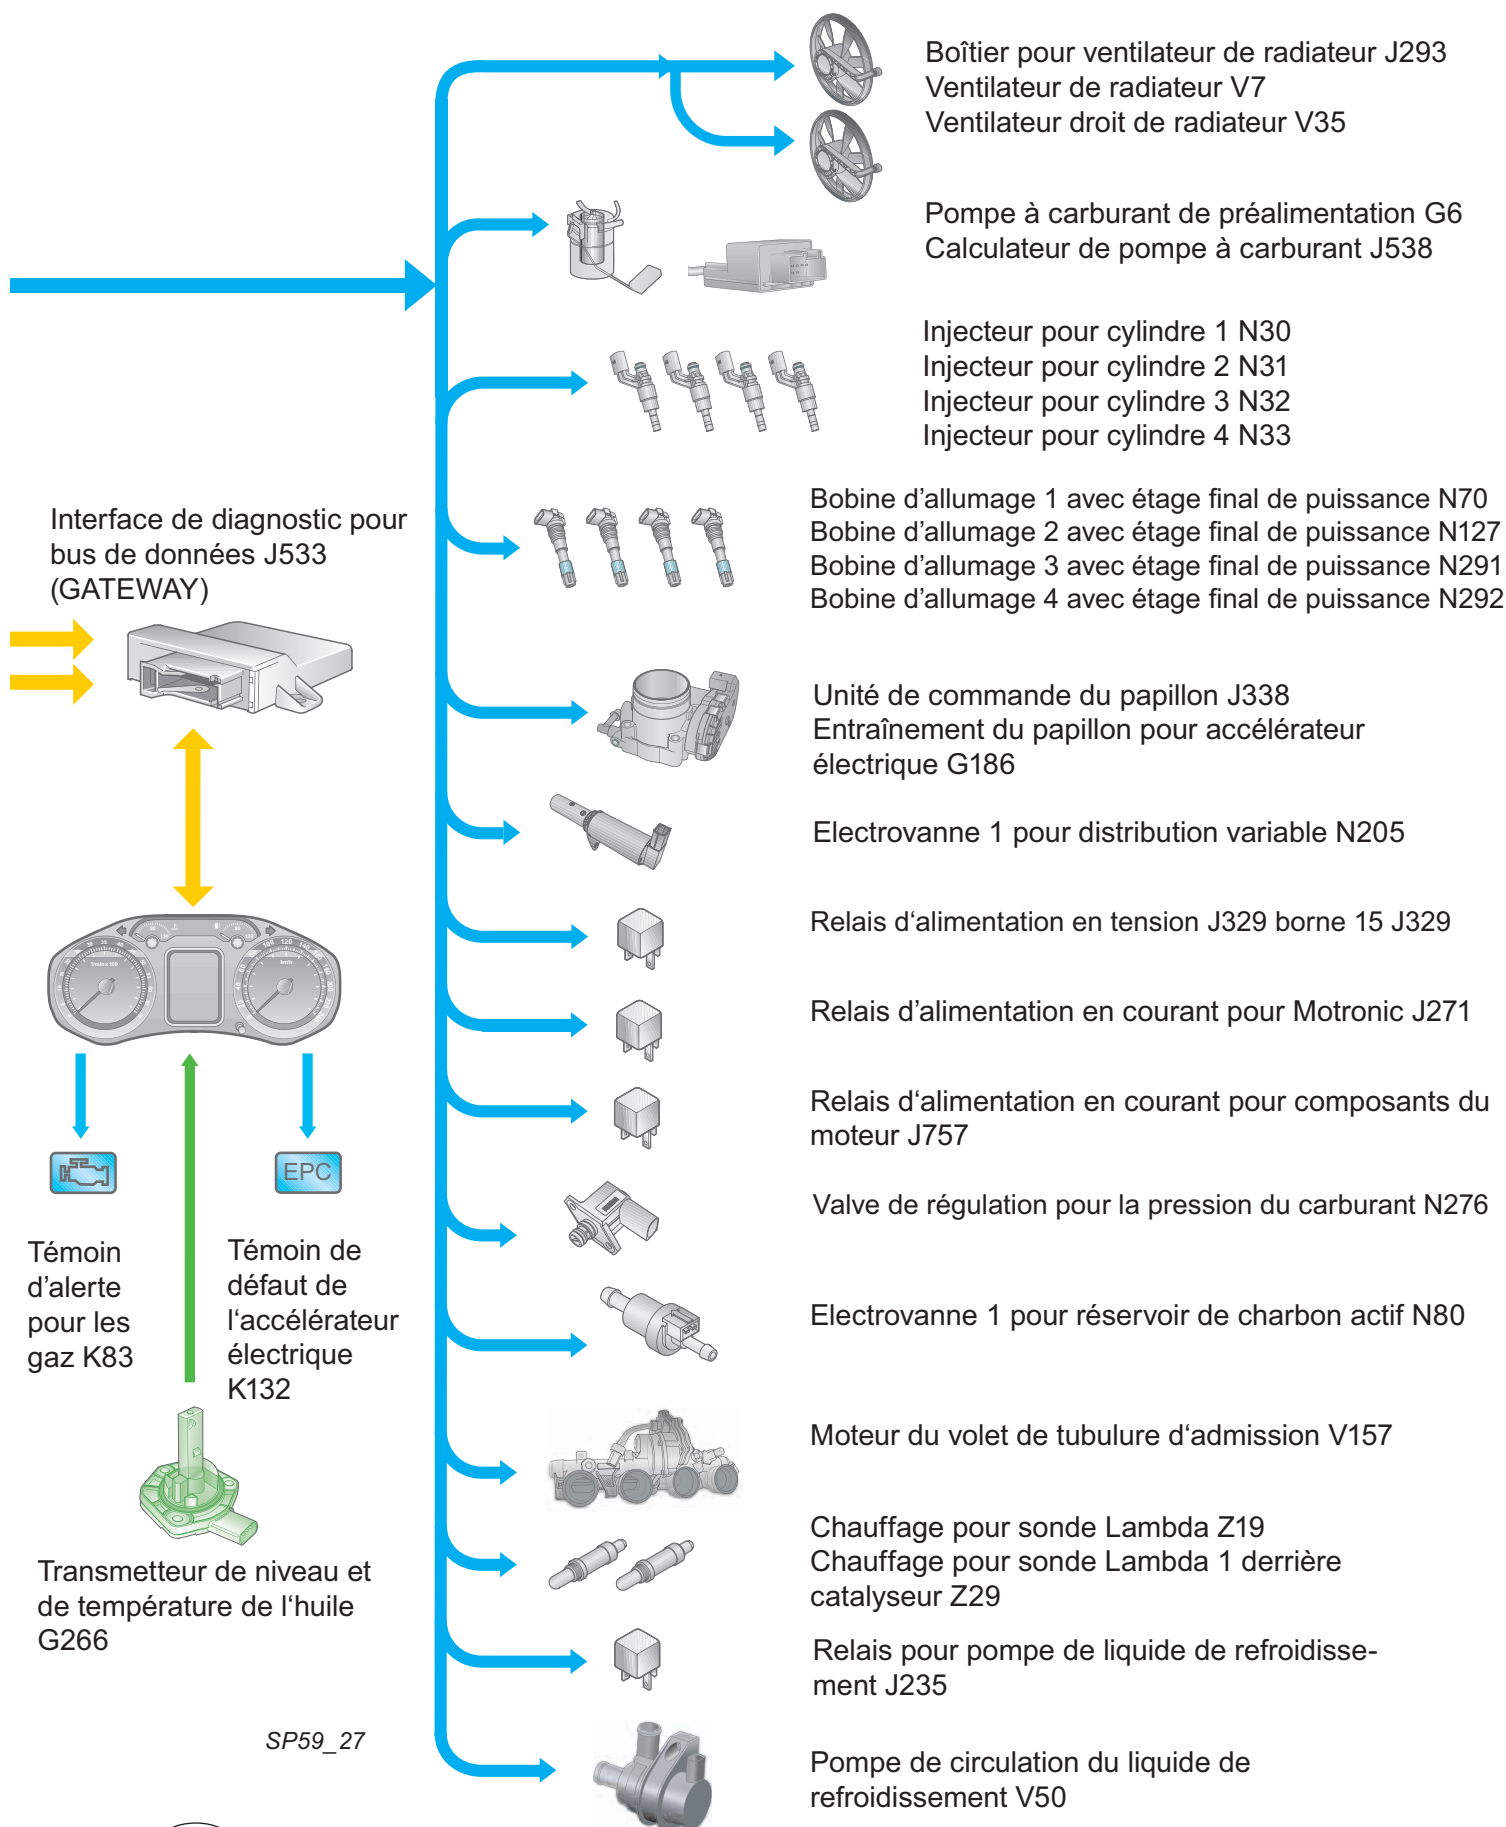 Boîtier pour ventilateur de radiateur J293
Ventilateur de radiateur V7
Ventilateur droit de radiateur V35
Pompe à carburant de préalimentation G6
Calculateur de pompe à carburant J538
Injecteur pour cylindre 1 N30
Injecteur pour cylindre 2 N31
Injecteur pour cylindre 3 N32
Injecteur pour cylindre 4 N33
Bobine d’allumage 1 avec étage final de puissance N70
Bobine d’allumage 2 avec étage final de puissance N127
Bobine d’allumage 3 avec étage final de puissance N291
Bobine d’allumage 4 avec étage final de puissance N292
Interface de diagnostic pour
bus de données J533
(GATEWAY)
Unité de commande du papillon J338
Entraînement du papillon pour accélérateur
électrique G186
Electrovanne 1 pour distribution variable N205
Relais d‘alimentation en tension J329 borne 15 J329
Relais d‘alimentation en courant pour Motronic J271
Relais d‘alimentation en courant pour composants du
moteur J757
EPC
Valve de régulation pour la pression du carburant N276
Témoin
d’alerte
pour les
gaz K83
Témoin de
défaut de
l‘accélérateur
électrique
K132
Electrovanne 1 pour réservoir de charbon actif N80
Moteur du volet de tubulure d‘admission V157
Chauffage pour sonde Lambda Z19
Chauffage pour sonde Lambda 1 derrière
catalyseur Z29
Transmetteur de niveau et
de température de l‘huile
G266
Relais pour pompe de liquide de refroidisse-
ment J235
SP59_27
Pompe de circulation du liquide de
refroidissement V50